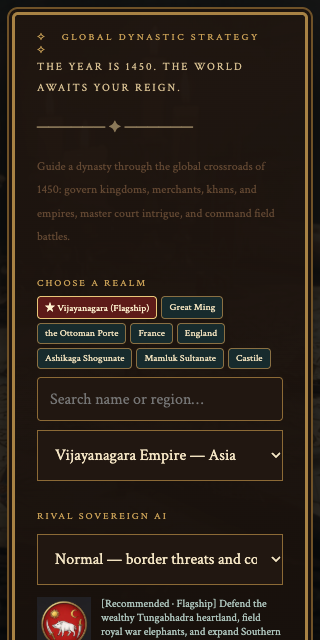 ✧ GLOBAL DYNASTIC STRATEGY
✧
THE YEAR IS 1450. THE WORLD
AWAITS YOUR REIGN.
Guide a dynasty through the global crossroads of
1450: govern kingdoms, merchants, khans, and
empires, master court intrigue, and command field
battles.
CHOOSE A REALM
★ Vijayanagara (Flagship) Great Ming
the Ottoman Porte France England
Ashikaga Shogunate Mamluk Sultanate Castile
Search name or region...
Vijayanagara Empire — Asia
RIVAL SOVEREIGN AI
Normal — border threats and co
[Recommended · Flagship] Defend the
wealthy Tungabhadra heartland, field
royal war elephants, and expand Southern